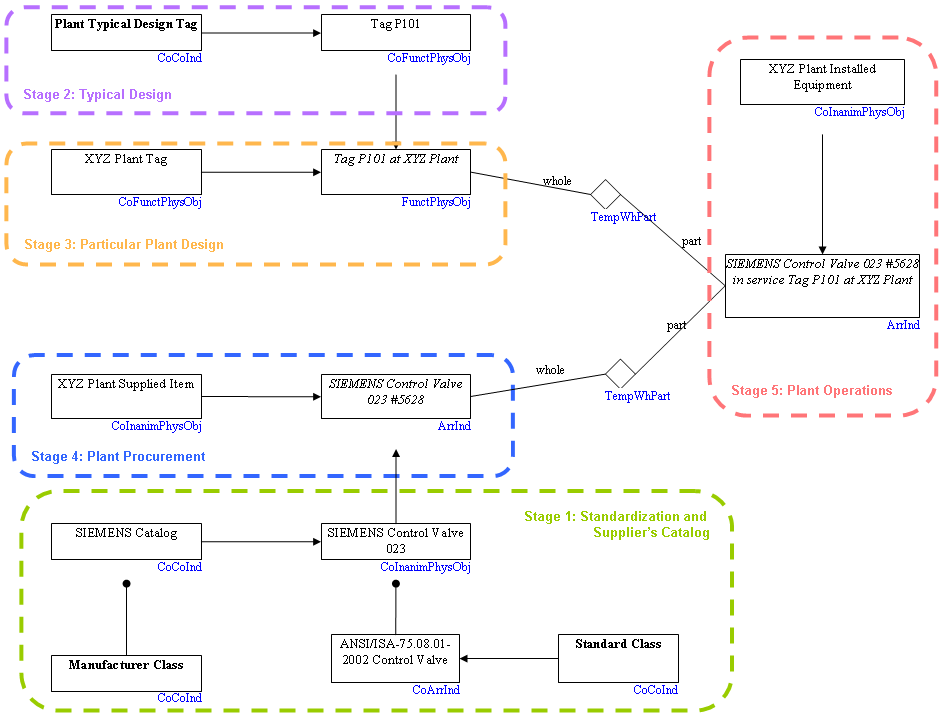 Plant Typical Design Tag
CoCoInd
Tag P101
CoFunctPhysObj
Stage 2: Typical Design
XYZ Plant Tag
CoFunctPhysObj
Tag P101 at XYZ Plant
FunctPhysObj
Stage 3: Particular Plant Design
whole
TempWhPart
part
XYZ Plant Installed
Equipment
CoInanimPhysObj
SIEMENS Control Valve 023 #5628
in service Tag P101 at XYZ Plant
ArrInd
Stage 5: Plant Operations
part
whole
TempWhPart
XYZ Plant Supplied Item
CoInanimPhysObj
SIEMENS Control Valve
023 #5628
ArrInd
Stage 4: Plant Procurement
Stage 1: Standardization and
Supplier's Catalog
SIEMENS Catalog
CoCoInd
SIEMENS Control Valve
023
CoInanimPhysObj
Manufacturer Class
CoCoInd
ANSI/ISA-75.08.01-
2002 Control Valve
CoArrInd
Standard Class
CoCoInd